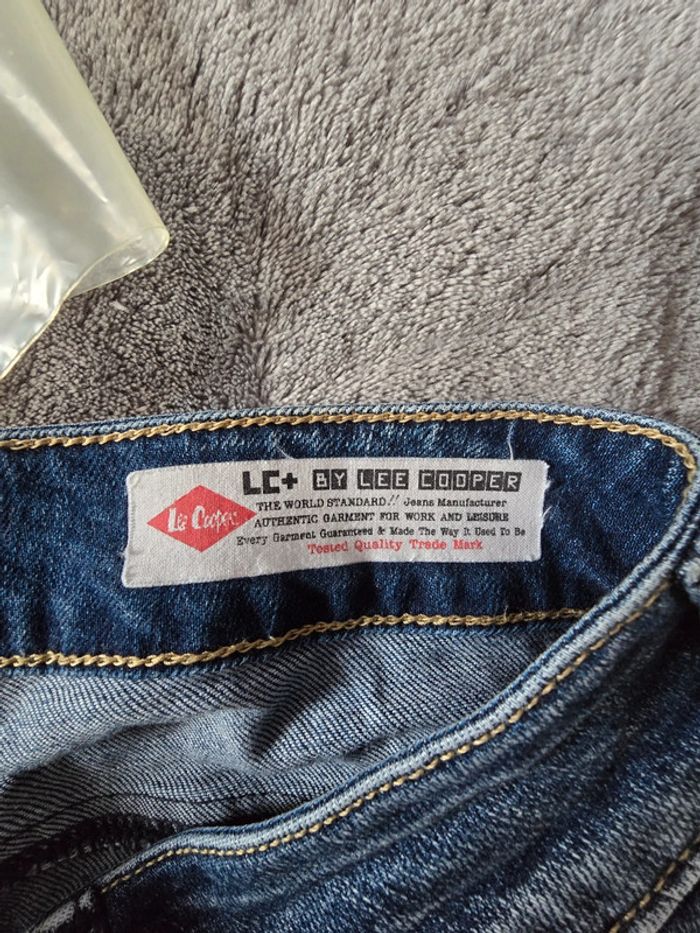 Lee Cooper
LC+ BY LEE COOPER
THE WORLD STANDARD!! Jeans Manufacturer
AUTHENTIC GARMENT FOR WORK AND LEISURE
Every Garment Guaranteed & Made The Way It Used To Be
Tested Quality Trade Mark